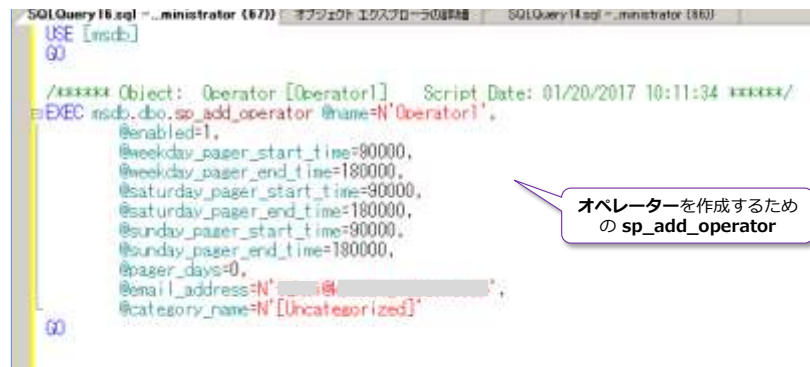 SQLQuery16.sql -...ministrator (67)) オブジェクト エクスプローラの詳細 SQLQuery14.sql -...ministrator (66))
USE [msdb]
GO
/****** Object: Operator [Operator1] Script Date: 01/20/2017 10:11:34 ******/
EXEC msdb.dbo.sp_add_operator @name=N'Operator1',
@enabled=1,
@weekday_pager_start_time=90000,
@weekday_pager_end_time=180000,
@saturday_pager_start_time=90000,
@saturday_pager_end_time=180000,
@sunday_pager_start_time=90000,
@sunday_pager_end_time=180000,
@pager_days=0,
@email_address=N' ',
@category_name=N'[Uncategorized]'
GO
オペレーターを作成するため
の sp_add_operator